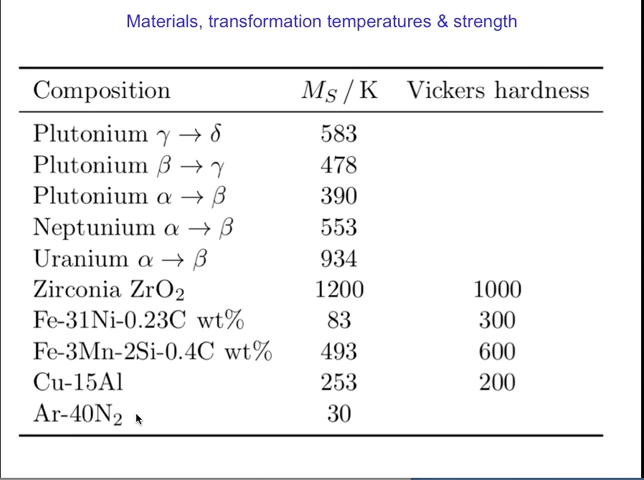 Materials, transformation temperatures & strength
Composition M_S / K Vickers hardness
Plutonium γ → δ 583
Plutonium β → γ 478
Plutonium α → β 390
Neptunium α → β 553
Uranium α → β 934
Zirconia ZrO₂ 1200 1000
Fe-31Ni-0.23C wt% 83 300
Fe-3Mn-2Si-0.4C wt% 493 600
Cu-15Al 253 200
Ar-40N₂ 30